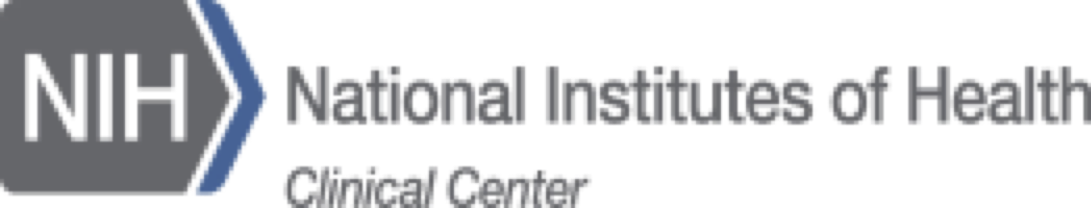 NIH
National Institutes of Health
Clinical Center